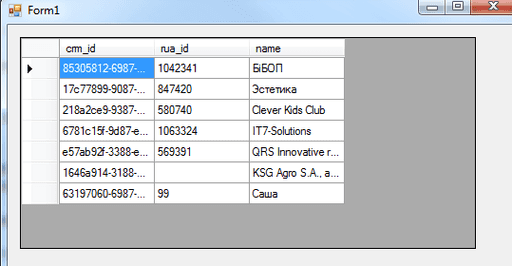 Form1
crm_id rua_id name
85305812-6987-... 1042341 БіБОП
17c77899-9087-... 847420 Эстетика
218a2ce9-9387-... 580740 Clever Kids Club
6781c15f-9d87-e... 1063324 IT7-Solutions
e57ab92f-3388-e... 569391 QRS Innovative r...
1646a914-3188-... KSG Agro S.A., a...
63197060-6987-... 99 Саша